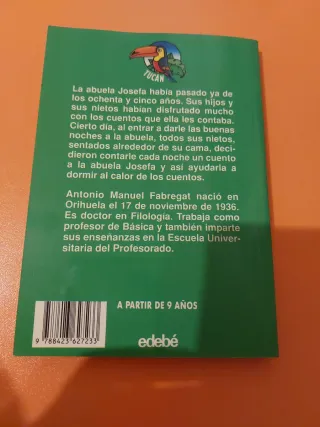 TUCAN
La abuela Josefa había pasado ya de
los ochenta y cinco años. Sus hijos y
sus nietos habían disfrutado mucho
con los cuentos que ella les contaba.
Cierto día, al entrar a darle las buenas
noches a la abuela, todos sus nietos,
sentados alrededor de su cama, deci-
dieron contarle cada noche un cuento
a la abuela Josefa y así ayudarla a
dormir al calor de los cuentos.
Antonio Manuel Fabregat nació en
Orihuela el 17 de noviembre de 1936.
Es doctor en Filología. Trabaja como
profesor de Básica y también imparte
sus enseñanzas en la Escuela Univer-
sitaria del Profesorado.
A PARTIR DE 9 AÑOS
9 788423 627233
edebé